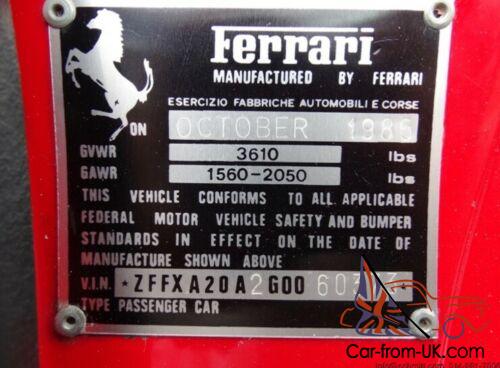 Ferrari
MANUFACTURED BY FERRARI
ESERCIZIO FABBRICHE AUTOMOBILI E CORSE
ON OCTOBER 1985
GVWR 3610 lbs
GAWR 1560-2050 lbs
THIS VEHICLE CONFORMS TO ALL APPLICABLE
FEDERAL MOTOR VEHICLE SAFETY AND BUMPER
STANDARDS IN EFFECT ON THE DATE OF
MANUFACTURE SHOWN ABOVE
V.I.N. *ZFFXA20A2G00
TYPE PASSENGER CAR
Car-from-UK.com